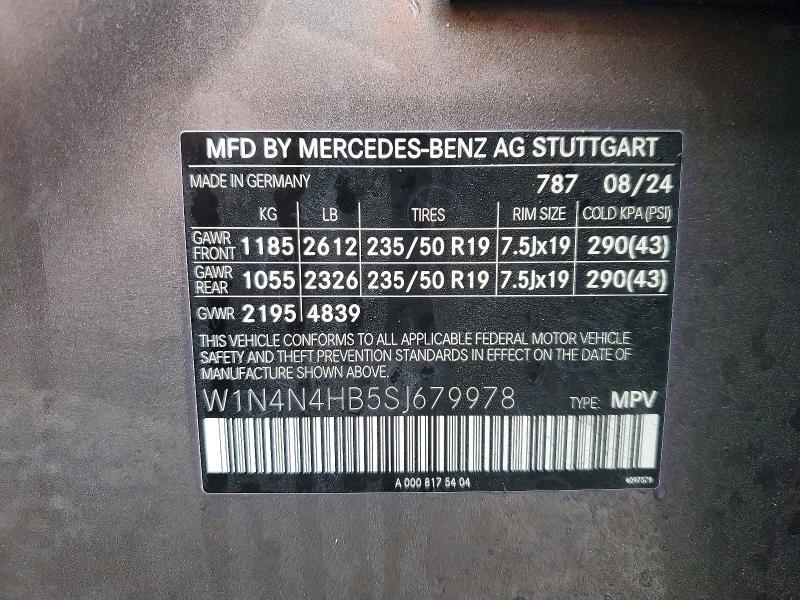 MFD BY MERCEDES-BENZ AG STUTTGART
MADE IN GERMANY 787 08/24
KG LB TIRES RIM SIZE COLD KPA (PSI)
GAWR FRONT 1185 2612 235/50 R19 7.5Jx19 290(43)
GAWR REAR 1055 2326 235/50 R19 7.5Jx19 290(43)
GVWR 2195 4839
THIS VEHICLE CONFORMS TO ALL APPLICABLE FEDERAL MOTOR VEHICLE
SAFETY AND THEFT PREVENTION STANDARDS IN EFFECT ON THE DATE OF
MANUFACTURE SHOWN ABOVE.
W1N4N4HB5SJ679978 TYPE: MPV
A 000 817 54 04 4097379